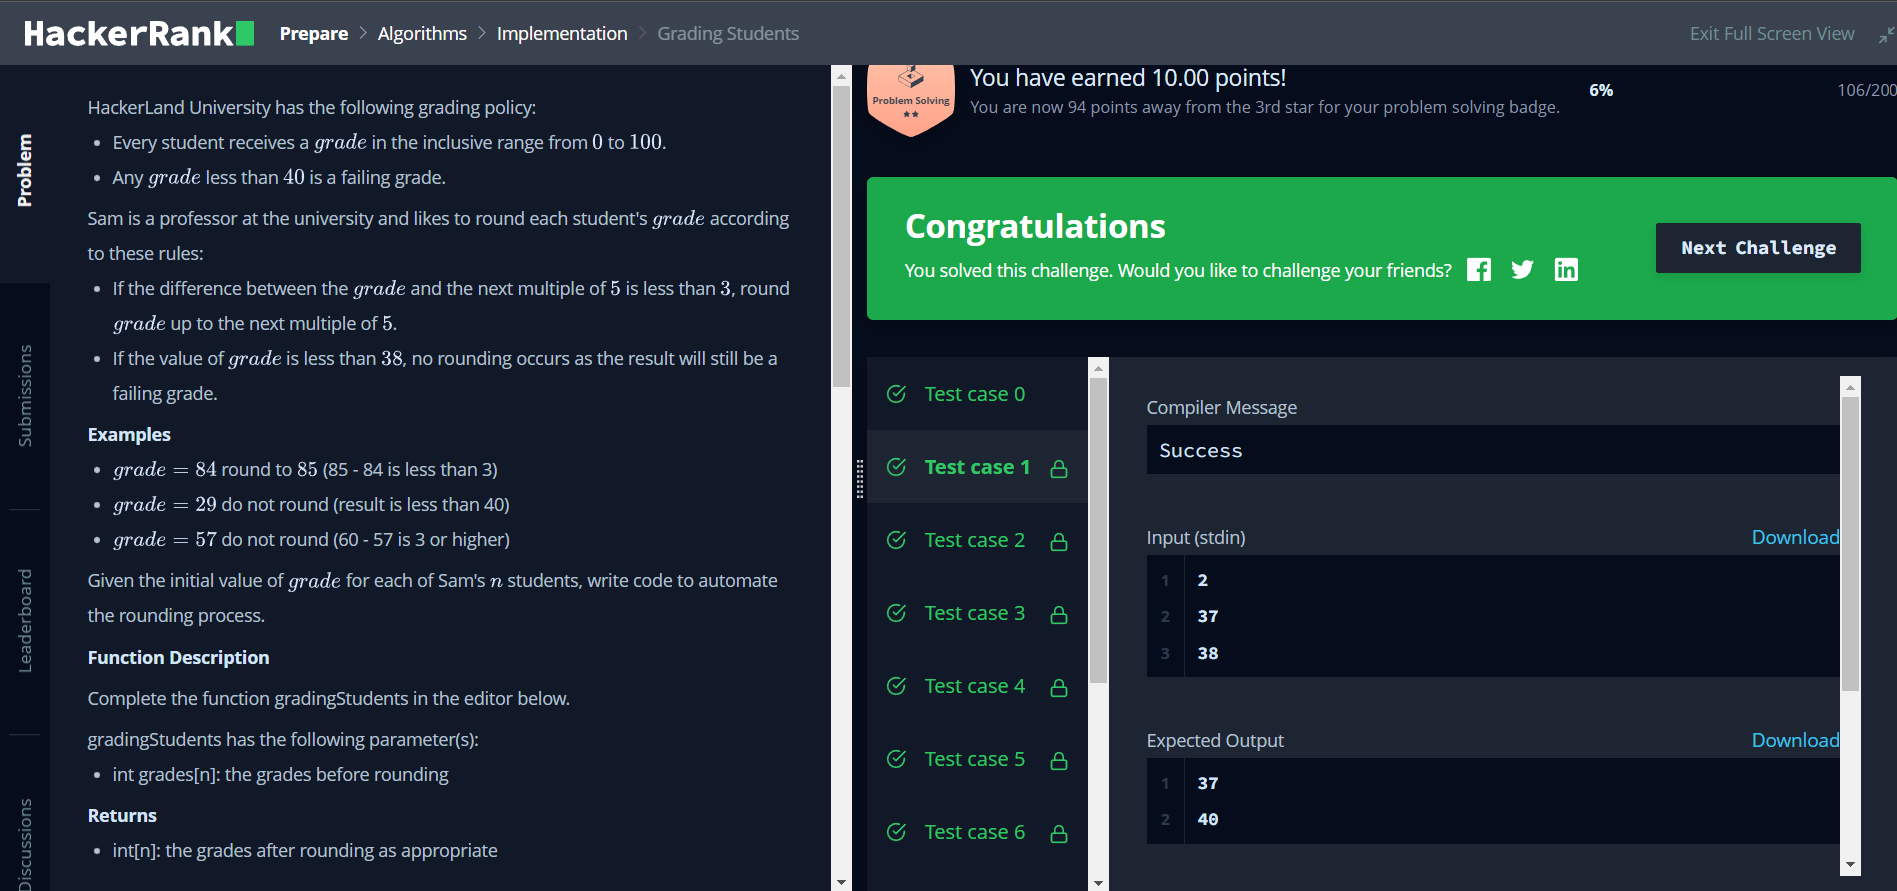 HackerRank Prepare > Algorithms > Implementation > Grading Students
Exit Full Screen View
Problem
Submissions
Leaderboard
Discussions
HackerLand University has the following grading policy:
• Every student receives a grade in the inclusive range from 0 to 100.
• Any grade less than 40 is a failing grade.
Sam is a professor at the university and likes to round each student's grade according
to these rules:
• If the difference between the grade and the next multiple of 5 is less than 3, round
grade up to the next multiple of 5.
• If the value of grade is less than 38, no rounding occurs as the result will still be a
failing grade.
Examples
• grade = 84 round to 85 (85 - 84 is less than 3)
• grade = 29 do not round (result is less than 40)
• grade = 57 do not round (60 - 57 is 3 or higher)
Given the initial value of grade for each of Sam's n students, write code to automate
the rounding process.
Function Description
Complete the function gradingStudents in the editor below.
gradingStudents has the following parameter(s):
• int grades[n]: the grades before rounding
Returns
• int[n]: the grades after rounding as appropriate
Problem Solving
You have earned 10.00 points!
You are now 94 points away from the 3rd star for your problem solving badge.
6%
106/200
Congratulations
You solved this challenge. Would you like to challenge your friends?
Next Challenge
Test case 0
Test case 1
Test case 2
Test case 3
Test case 4
Test case 5
Test case 6
Compiler Message
Success
Input (stdin)
Download
1 2
2 37
3 38
Expected Output
Download
1 37
2 40